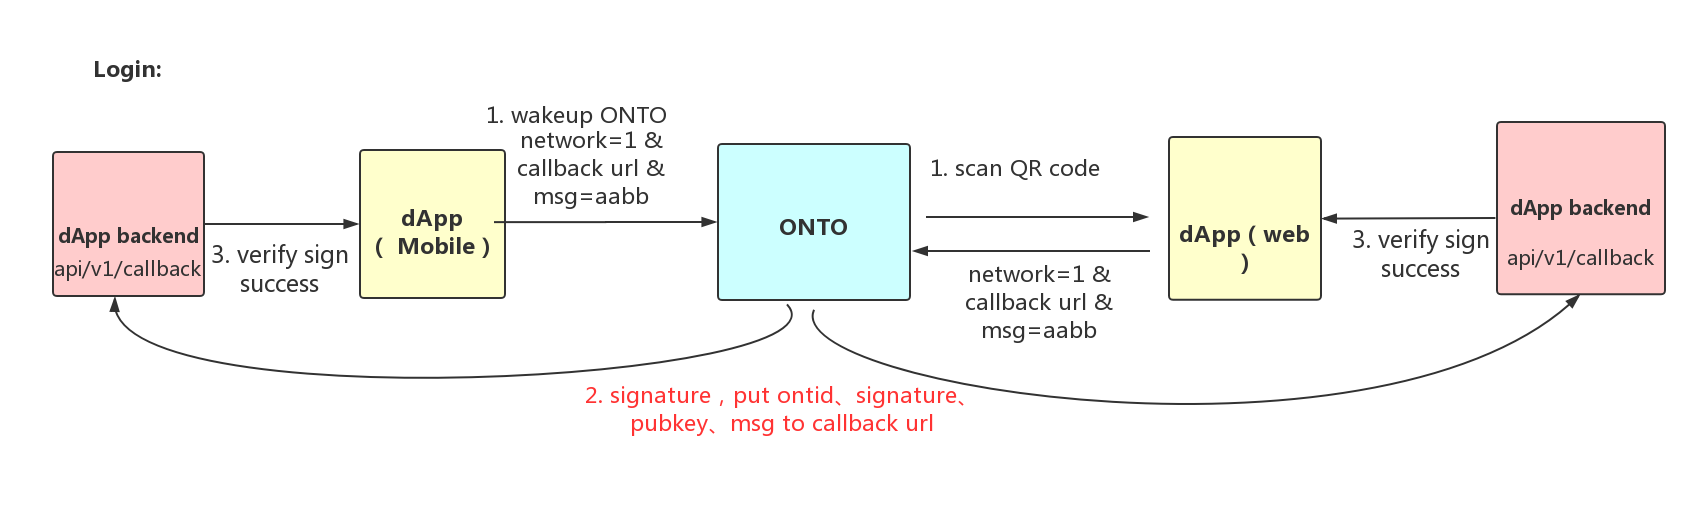 Login:
1. wakeup ONTO
network=1 &
callback url &
msg=aabb
dApp backend
api/v1/callback
3. verify sign
success
dApp
( Mobile )
ONTO
1. scan QR code
network=1 &
callback url &
msg=aabb
dApp ( web
)
3. verify sign
success
dApp backend
api/v1/callback
2. signature , put ontid、signature、
pubkey、msg to callback url